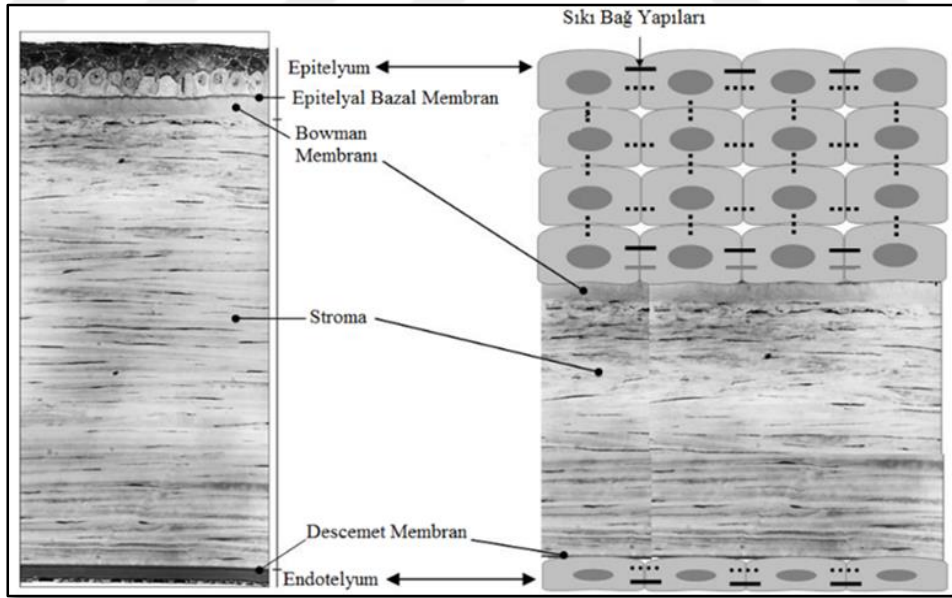 Sıkı Bağ Yapıları
Epitelyum
Epitelyal Bazal Membran
Bowman
Membranı
Stroma
Descemet Membran
Endotelyum